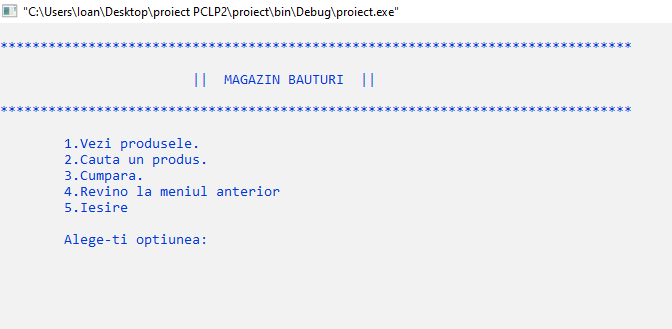 "C:\Users\Ioan\Desktop\proiect PCLP2\proiect\bin\Debug\proiect.exe"
*******************************************************************************
|| MAGAZIN BAUTURI ||
*******************************************************************************
1.Vezi produsele.
2.Cauta un produs.
3.Cumpara.
4.Revino la meniul anterior
5.Iesire
Alege-ti optiunea: